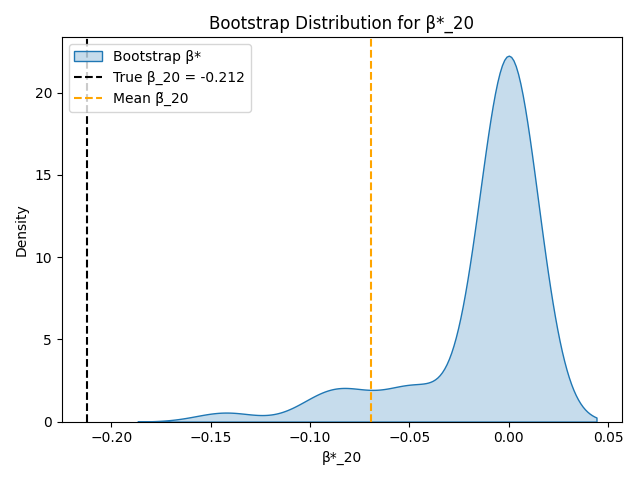 Bootstrap Distribution for β*_20
Bootstrap β*
True β_20 = -0.212
Mean β̂_20
Density
20
15
10
5
0
−0.20
−0.15
−0.10
−0.05
0.00
0.05
β*_20